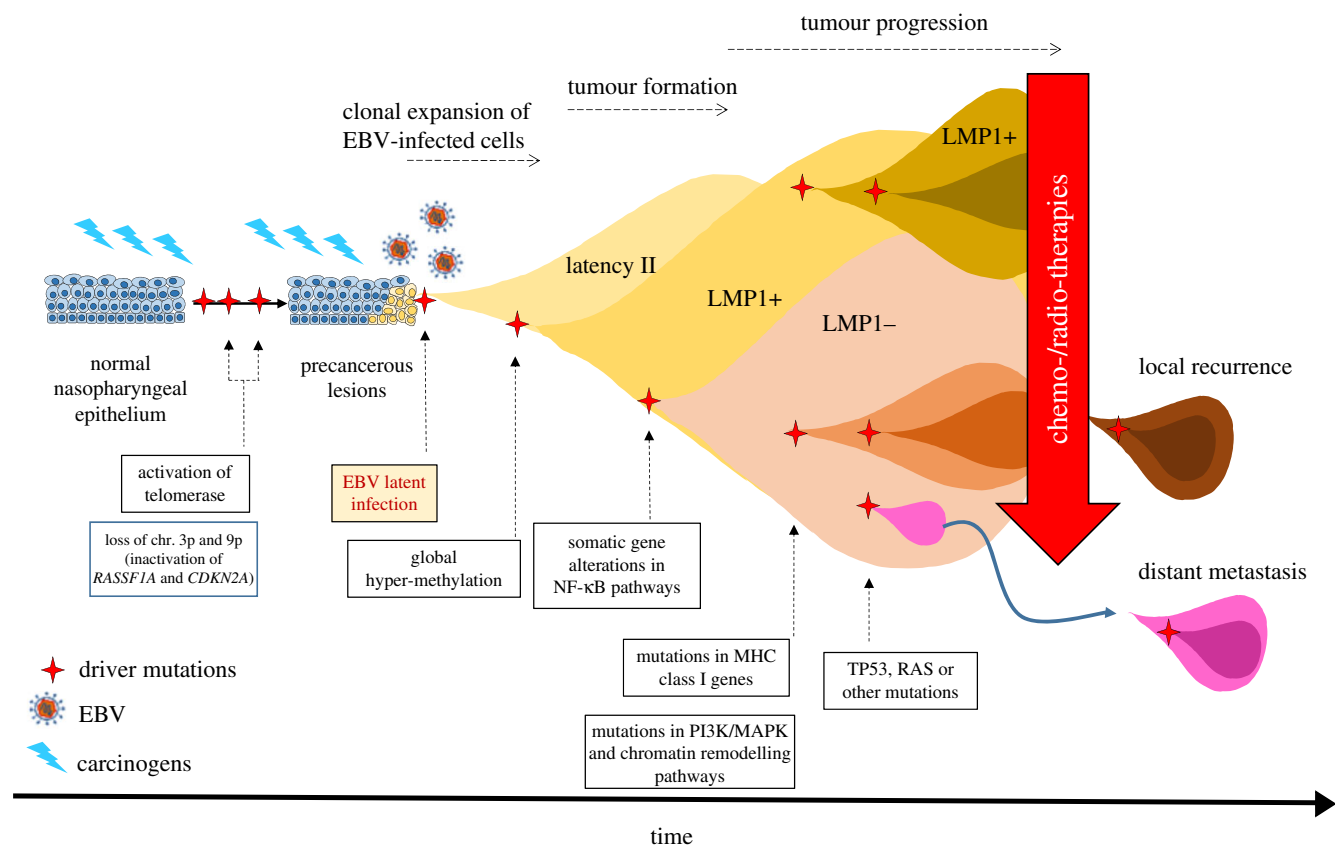 tumour progression
tumour formation
clonal expansion of
EBV-infected cells
LMP1+
latency II
LMP1+
LMP1–
chemo-/radio-therapies
normal
nasopharyngeal
epithelium
precancerous
lesions
local recurrence
activation of
telomerase
loss of chr. 3p and 9p
(inactivation of
RASSF1A and CDKN2A)
EBV latent
infection
global
hyper-methylation
somatic gene
alterations in
NF-κB pathways
distant metastasis
mutations in MHC
class I genes
TP53, RAS or
other mutations
mutations in PI3K/MAPK
and chromatin remodelling
pathways
driver mutations
EBV
carcinogens
time